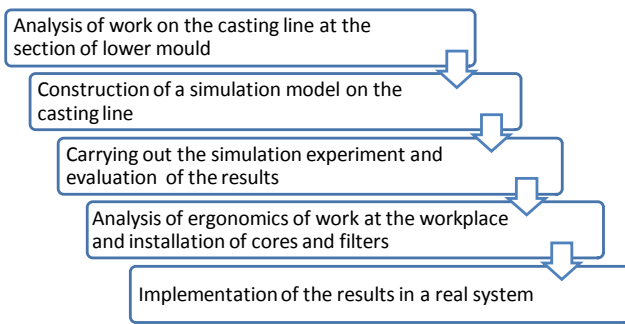 Analysis of work on the casting line at the
section of lower mould
Construction of a simulation model on the
casting line
Carrying out the simulation experiment and
evaluation of the results
Analysis of ergonomics of work at the workplace
and installation of cores and filters
Implementation of the results in a real system